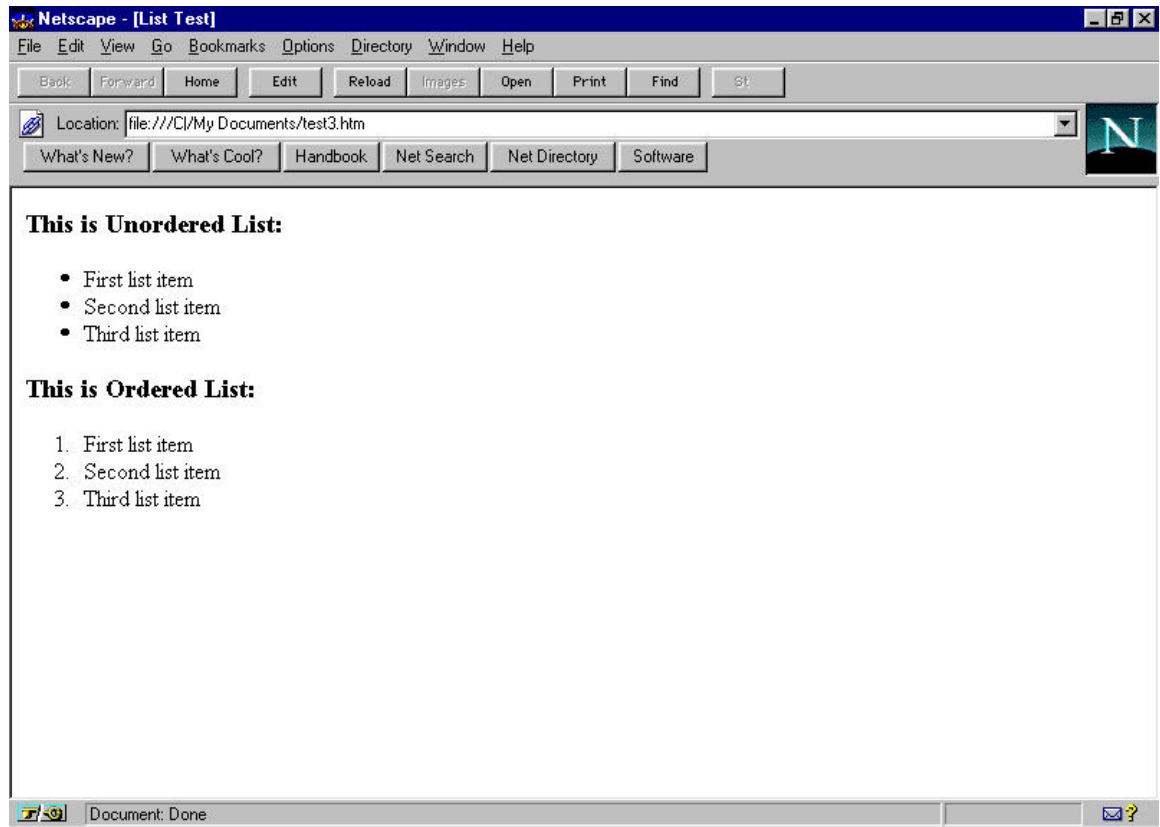 Netscape - [List Test]
File Edit View Go Bookmarks Options Directory Window Help
Back Forward Home Edit Reload Images Open Print Find St
Location: file:///C|/My Documents/test3.htm
N
What's New? What's Cool? Handbook Net Search Net Directory Software
This is Unordered List:
• First list item
• Second list item
• Third list item
This is Ordered List:
1. First list item
2. Second list item
3. Third list item
Document: Done